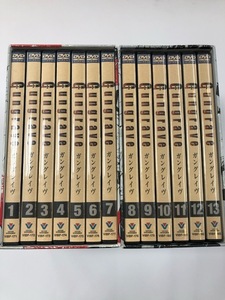 DVD DVD DVD DVD DVD DVD DVD
Gungrave Gungrave Gungrave Gungrave Gungrave Gungrave Gungrave
ガングレイヴ ガングレイヴ ガングレイヴ ガングレイヴ ガングレイヴ ガングレイヴ ガングレイヴ
1 2 3 4 5 6 7
DVD DVD DVD DVD DVD DVD
Gungrave Gungrave Gungrave Gungrave Gungrave Gungrave
ガングレイヴ ガングレイヴ ガングレイヴ ガングレイヴ ガングレイヴ ガングレイヴ
8 9 10 11 12 13